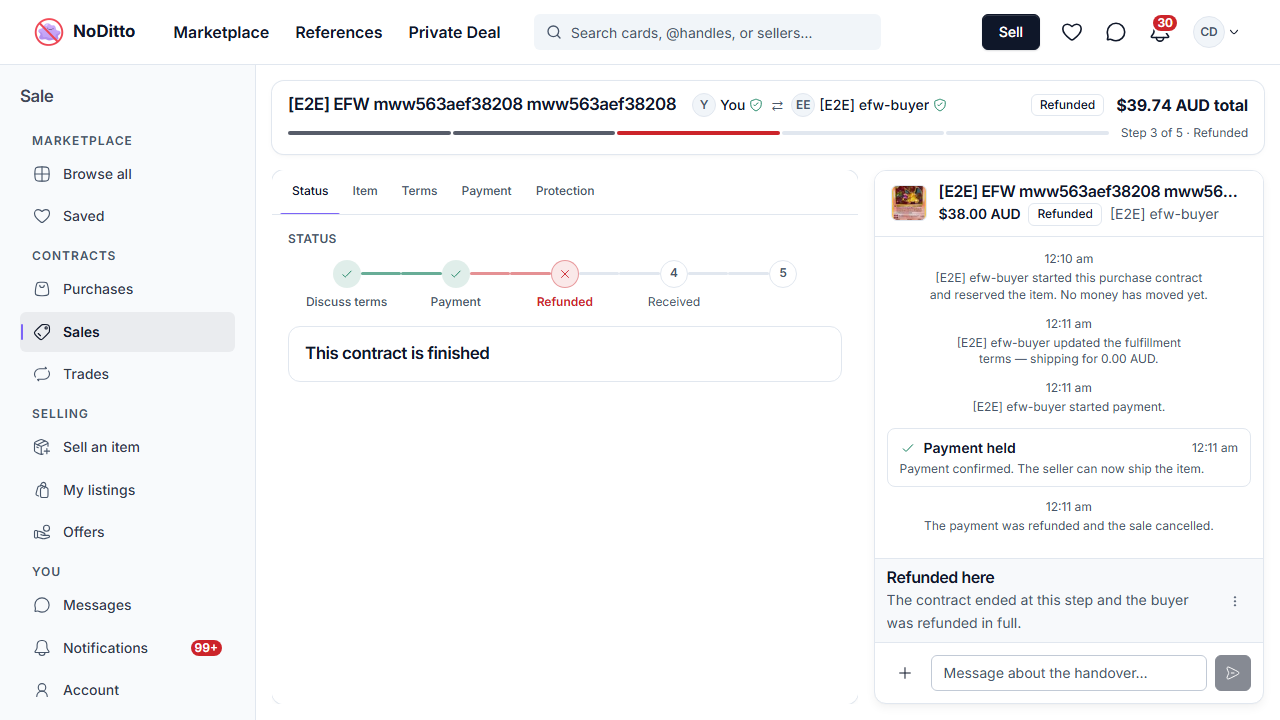 NoDitto
Marketplace
References
Private Deal
Search cards, @handles, or sellers...
Sell
30
CD
Sale
MARKETPLACE
Browse all
Saved
CONTRACTS
Purchases
Sales
Trades
SELLING
Sell an item
My listings
Offers
YOU
Messages
Notifications
99+
Account
[E2E] EFW mww563aef38208 mww563aef38208
Y
You
EE
[E2E] efw-buyer
Refunded
$39.74 AUD total
Step 3 of 5 · Refunded
Status
Item
Terms
Payment
Protection
STATUS
4
5
Discuss terms
Payment
Refunded
Received
This contract is finished
[E2E] EFW mww563aef38208 mww56...
$38.00 AUD
Refunded
[E2E] efw-buyer
12:10 am
[E2E] efw-buyer started this purchase contract
and reserved the item. No money has moved yet.
12:11 am
[E2E] efw-buyer updated the fulfillment
terms — shipping for 0.00 AUD.
12:11 am
[E2E] efw-buyer started payment.
Payment held
12:11 am
Payment confirmed. The seller can now ship the item.
12:11 am
The payment was refunded and the sale cancelled.
Refunded here
The contract ended at this step and the buyer
was refunded in full.
Message about the handover...